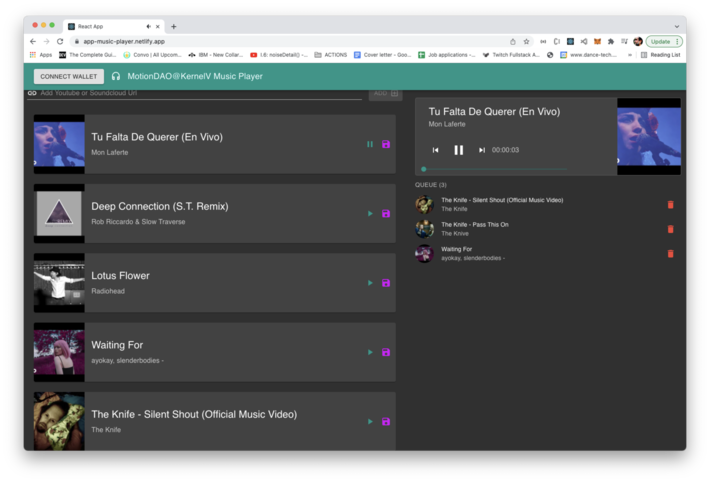 React App
app-music-player.netlify.app
Update
Apps
The Complete Gui...
Convo | All Upcom...
IBM - New Collar...
I.8: noiseDetail() -...
ACTIONS
Cover letter - Goo...
Job applications -...
Twitch Fullstack A...
www.dance-tech....
»
Reading List
CONNECT WALLET
MotionDAO@KernelV Music Player
Add Youtube or Soundcloud Url
ADD
Tu Falta De Querer (En Vivo)
Mon Laferte
Deep Connection (S.T. Remix)
Rob Riccardo & Slow Traverse
Lotus Flower
Radiohead
Waiting For
ayokay, slenderbodies -
The Knife - Silent Shout (Official Music Video)
The Knife
Tu Falta De Querer (En Vivo)
Mon Laferte
00:00:03
QUEUE (3)
The Knife - Silent Shout (Official Music Video)
The Knife
The Knife - Pass This On
The Knive
Waiting For
ayokay, slenderbodies -